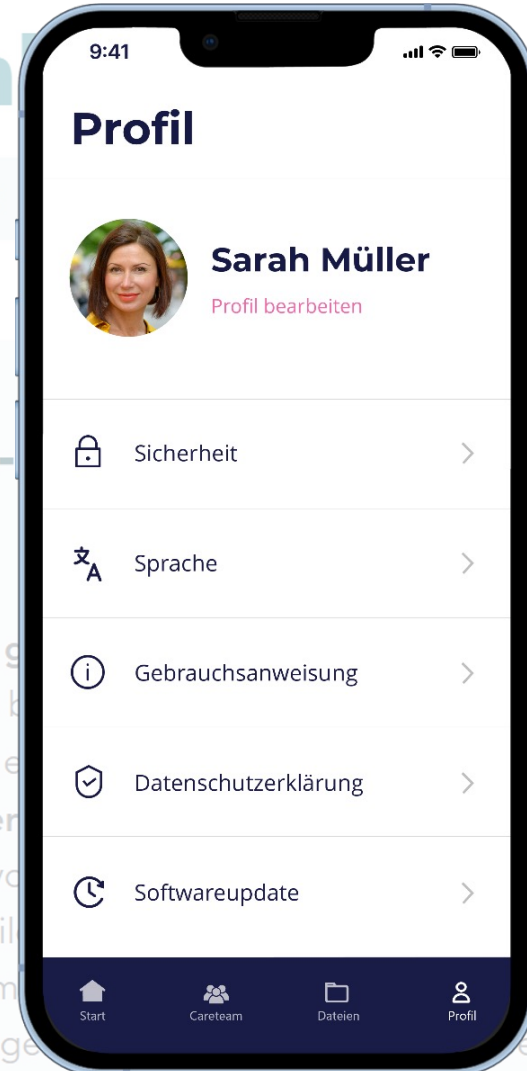 9:41
Profil
Sarah Müller
Profil bearbeiten
Sicherheit
Sprache
Gebrauchsanweisung
Datenschutzerklärung
Softwareupdate
Start Careteam Dateien Profil